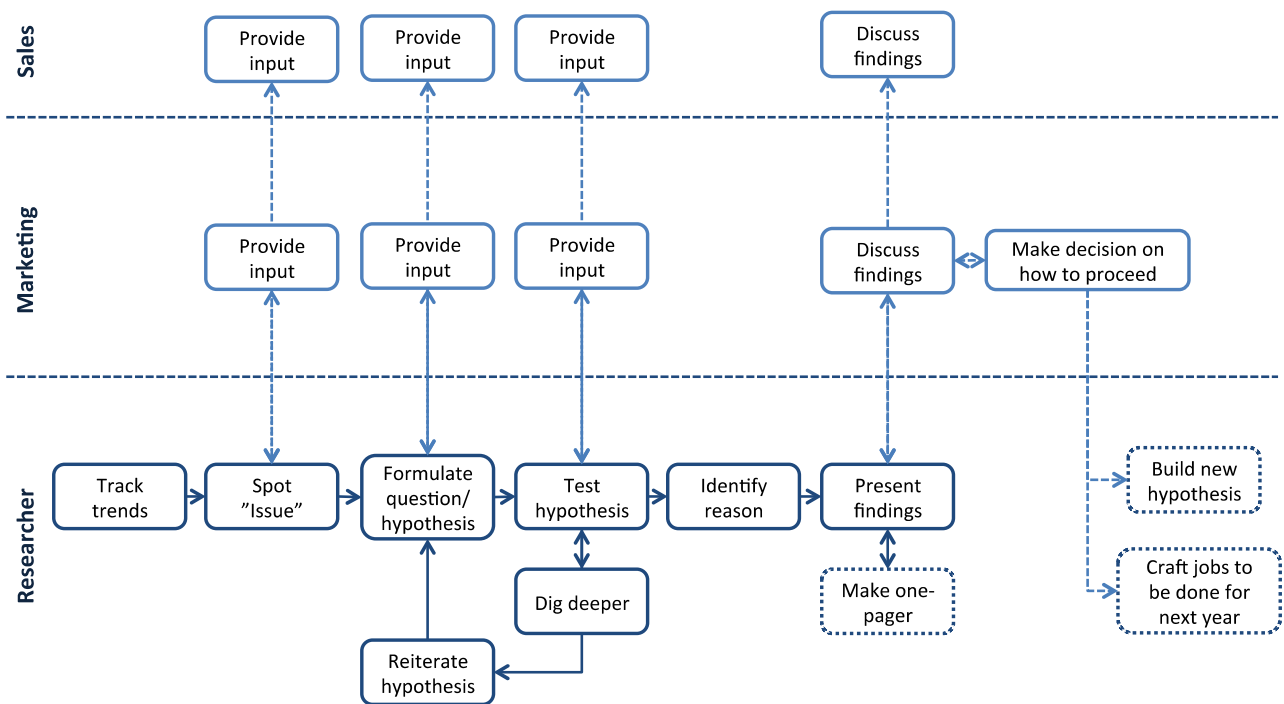 Sales
Provide
input
Provide
input
Provide
input
Discuss
findings
Marketing
Provide
input
Provide
input
Provide
input
Discuss
findings
Make decision on
how to proceed
Researcher
Track
trends
Spot
”Issue”
Formulate
question/
hypothesis
Test
hypothesis
Identify
reason
Present
findings
Build new
hypothesis
Dig deeper
Make one-
pager
Craft jobs to
be done for
next year
Reiterate
hypothesis